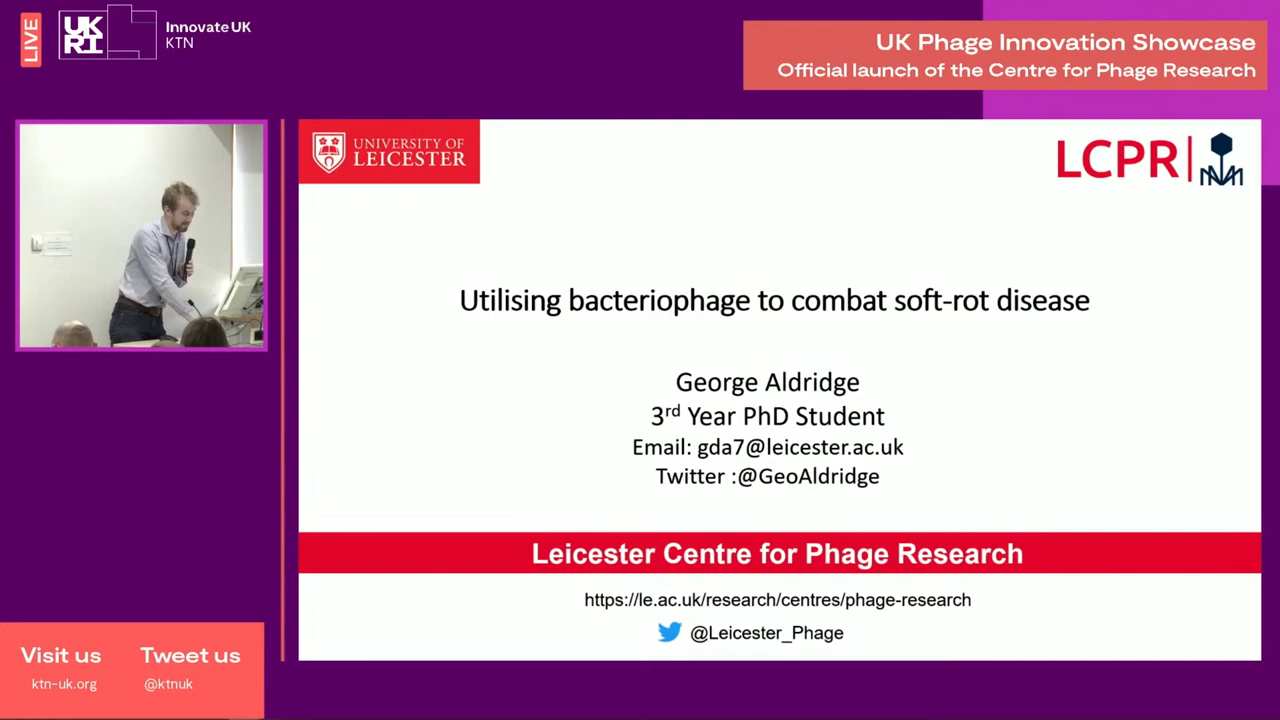 LIVE
UK
RI
Innovate UK
KTN
UK Phage Innovation Showcase
Official launch of the Centre for Phage Research
UNIVERSITY OF
LEICESTER
LCPR
Utilising bacteriophage to combat soft-rot disease
George Aldridge
3rd Year PhD Student
Email: gda7@leicester.ac.uk
Twitter :@GeoAldridge
Leicester Centre for Phage Research
https://le.ac.uk/research/centres/phage-research
@Leicester_Phage
Visit us
ktn-uk.org
Tweet us
@ktnuk